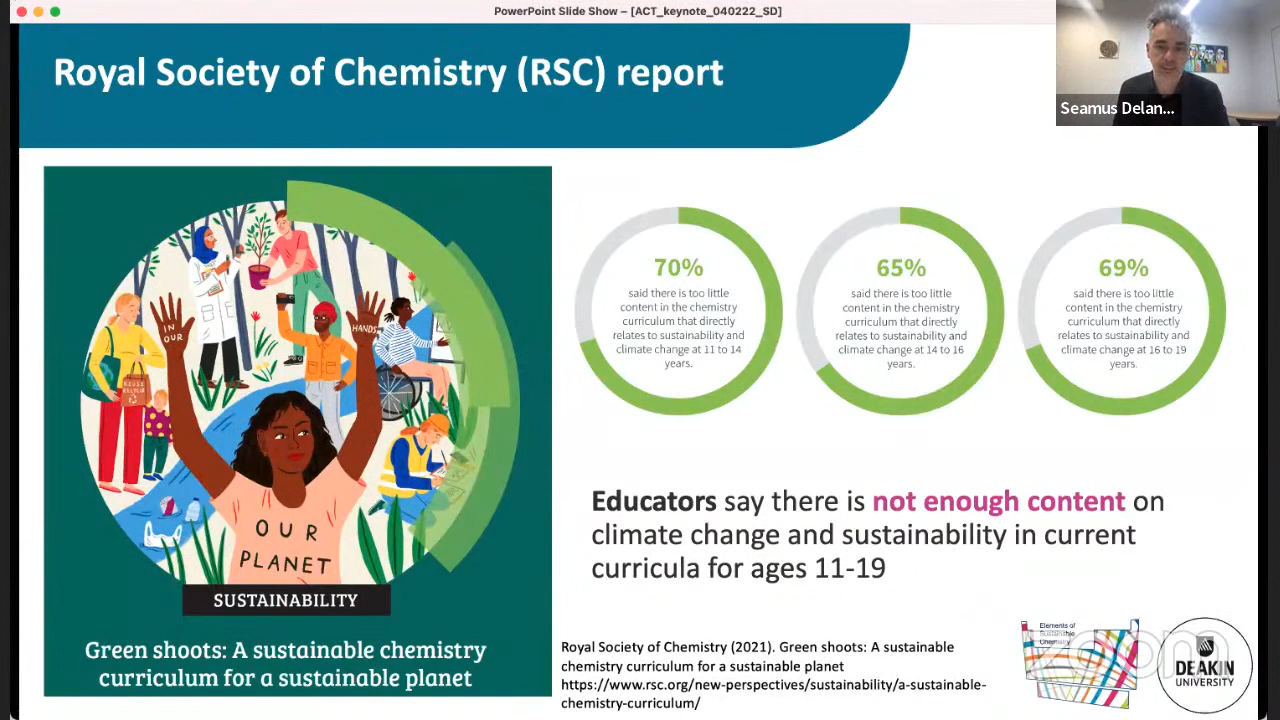 PowerPoint Slide Show – [ACT_keynote_040222_SD]
Royal Society of Chemistry (RSC) report
Seamus Delan...
IN
OUR
HANDS
REUSE
RECYCLE
OUR
PLANET
SUSTAINABILITY
Green shoots: A sustainable chemistry
curriculum for a sustainable planet
70%
said there is too little
content in the chemistry
curriculum that directly
relates to sustainability and
climate change at 11 to 14
years.
65%
said there is too little
content in the chemistry
curriculum that directly
relates to sustainability and
climate change at 14 to 16
years.
69%
said there is too little
content in the chemistry
curriculum that directly
relates to sustainability and
climate change at 16 to 19
years.
Educators say there is not enough content on
climate change and sustainability in current
curricula for ages 11-19
Royal Society of Chemistry (2021). Green shoots: A sustainable
chemistry curriculum for a sustainable planet
https://www.rsc.org/new-perspectives/sustainability/a-sustainable-
chemistry-curriculum/
Elements of
Sustainable
Chemistry
zoom
DEAKIN
UNIVERSITY